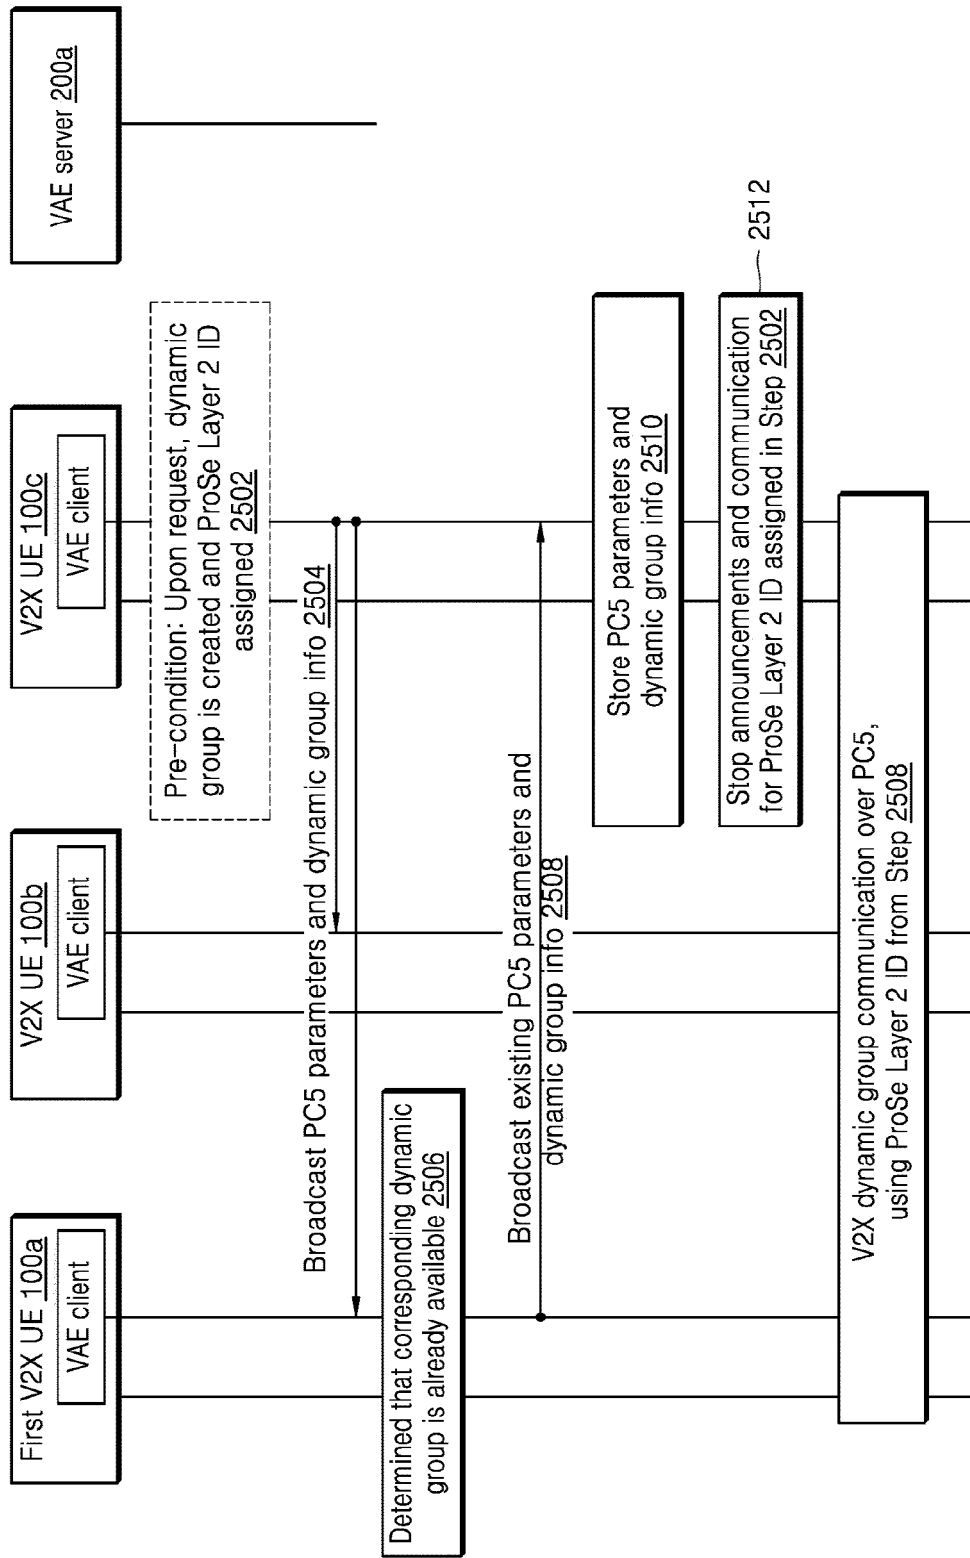 First V2X UE 100a
VAE client
V2X UE 100b
VAE client
V2X UE 100c
VAE client
VAE server 200a
Pre-condition: Upon request, dynamic
group is created and ProSe Layer 2 ID
assigned 2502
Broadcast PC5 parameters and dynamic group info 2504
Determined that corresponding dynamic
group is already available 2506
Broadcast existing PC5 parameters and
dynamic group info 2508
Store PC5 parameters and
dynamic group info 2510
Stop announcements and communication
for ProSe Layer 2 ID assigned in Step 2502
2512
V2X dynamic group communication over PC5,
using ProSe Layer 2 ID from Step 2508